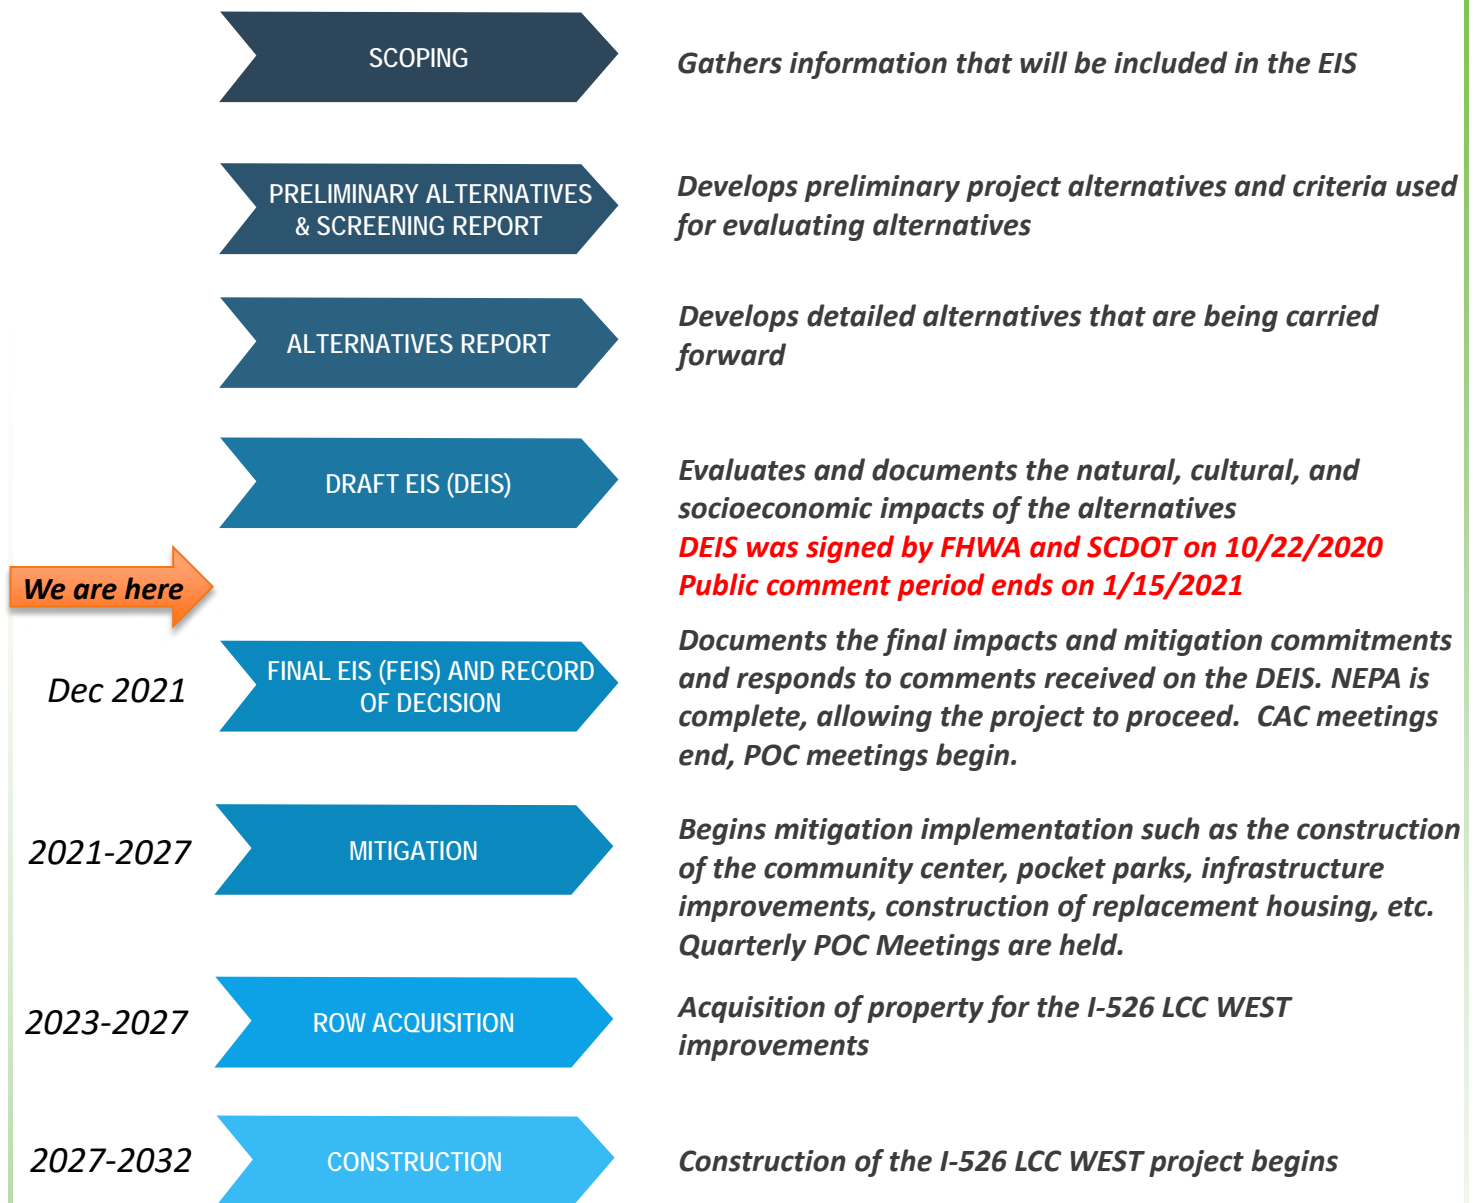 SCOPING
Gathers information that will be included in the EIS
PRELIMINARY ALTERNATIVES
& SCREENING REPORT
Develops preliminary project alternatives and criteria used
for evaluating alternatives
ALTERNATIVES REPORT
Develops detailed alternatives that are being carried
forward
DRAFT EIS (DEIS)
Evaluates and documents the natural, cultural, and
socioeconomic impacts of the alternatives
DEIS was signed by FHWA and SCDOT on 10/22/2020
Public comment period ends on 1/15/2021
We are here
Dec 2021
FINAL EIS (FEIS) AND RECORD
OF DECISION
Documents the final impacts and mitigation commitments
and responds to comments received on the DEIS. NEPA is
complete, allowing the project to proceed.  CAC meetings
end, POC meetings begin.
2021-2027
MITIGATION
Begins mitigation implementation such as the construction
of the community center, pocket parks, infrastructure
improvements, construction of replacement housing, etc.
Quarterly POC Meetings are held.
2023-2027
ROW ACQUISITION
Acquisition of property for the I-526 LCC WEST
improvements
2027-2032
CONSTRUCTION
Construction of the I-526 LCC WEST project begins